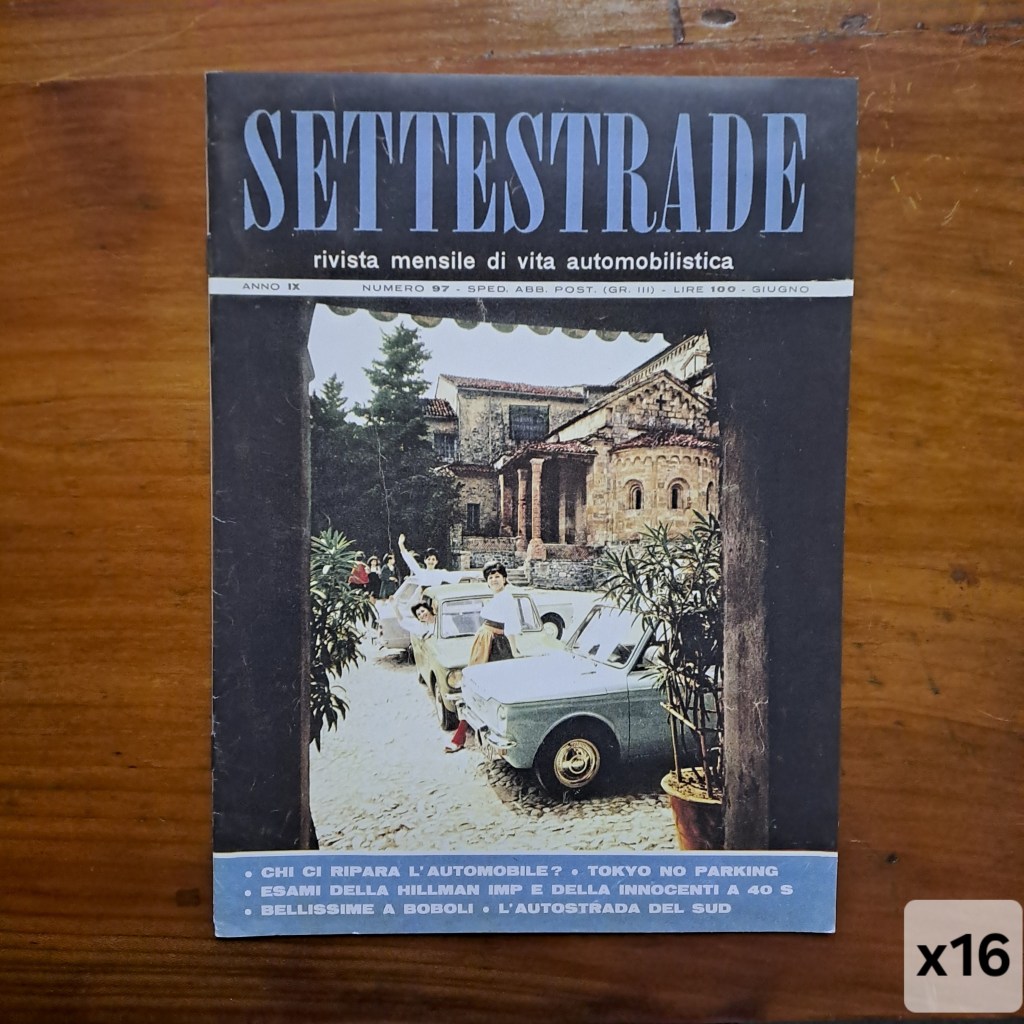 SETTESTRADE
rivista mensile di vita automobilistica
ANNO IX NUMERO 97 - SPED. ABB. POST. (GR. III) - LIRE 100 - GIUGNO
• CHI CI RIPARA L'AUTOMOBILE? • TOKYO NO PARKING
• ESAMI DELLA HILLMAN IMP E DELLA INNOCENTI A 40 S
• BELLISSIME A BOBOLI • L'AUTOSTRADA DEL SUD
x16